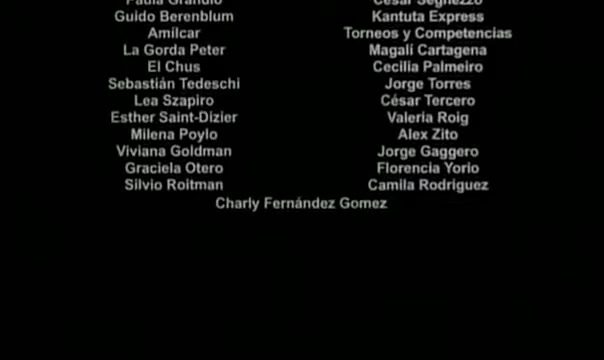 Guido Berenblum
Kantuta Express
Amílcar
Torneos y Competencias
La Gorda Peter
Magalí Cartagena
El Chus
Cecilia Palmeiro
Sebastián Tedeschi
Jorge Torres
Lea Szapiro
César Tercero
Esther Saint-Dizier
Valeria Roig
Milena Poylo
Alex Zito
Viviana Goldman
Jorge Gaggero
Graciela Otero
Florencia Yorio
Silvio Roitman
Camila Rodriguez
Charly Fernández Gomez